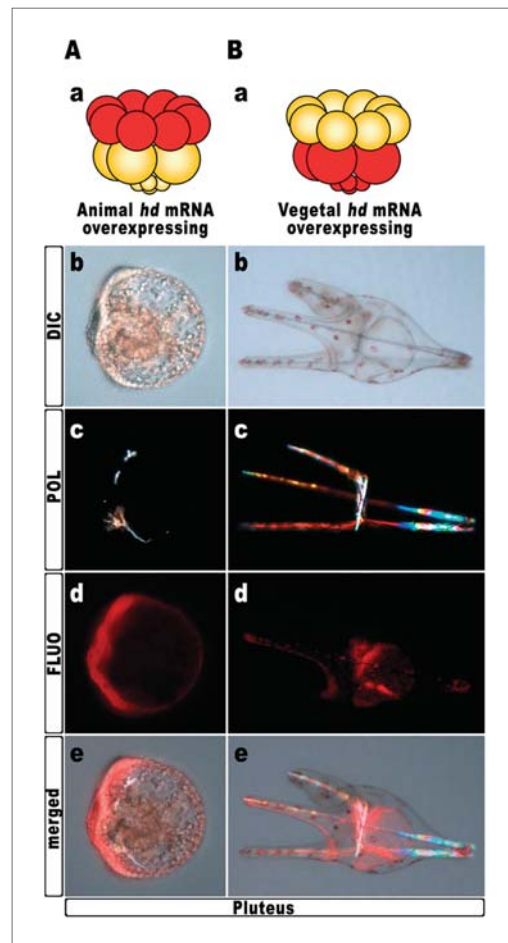 A B
a a
Animal hd mRNA
overexpressing
Vegetal hd mRNA
overexpressing
DIC
b b
POL
c c
FLUO
d d
merged
e e
Pluteus